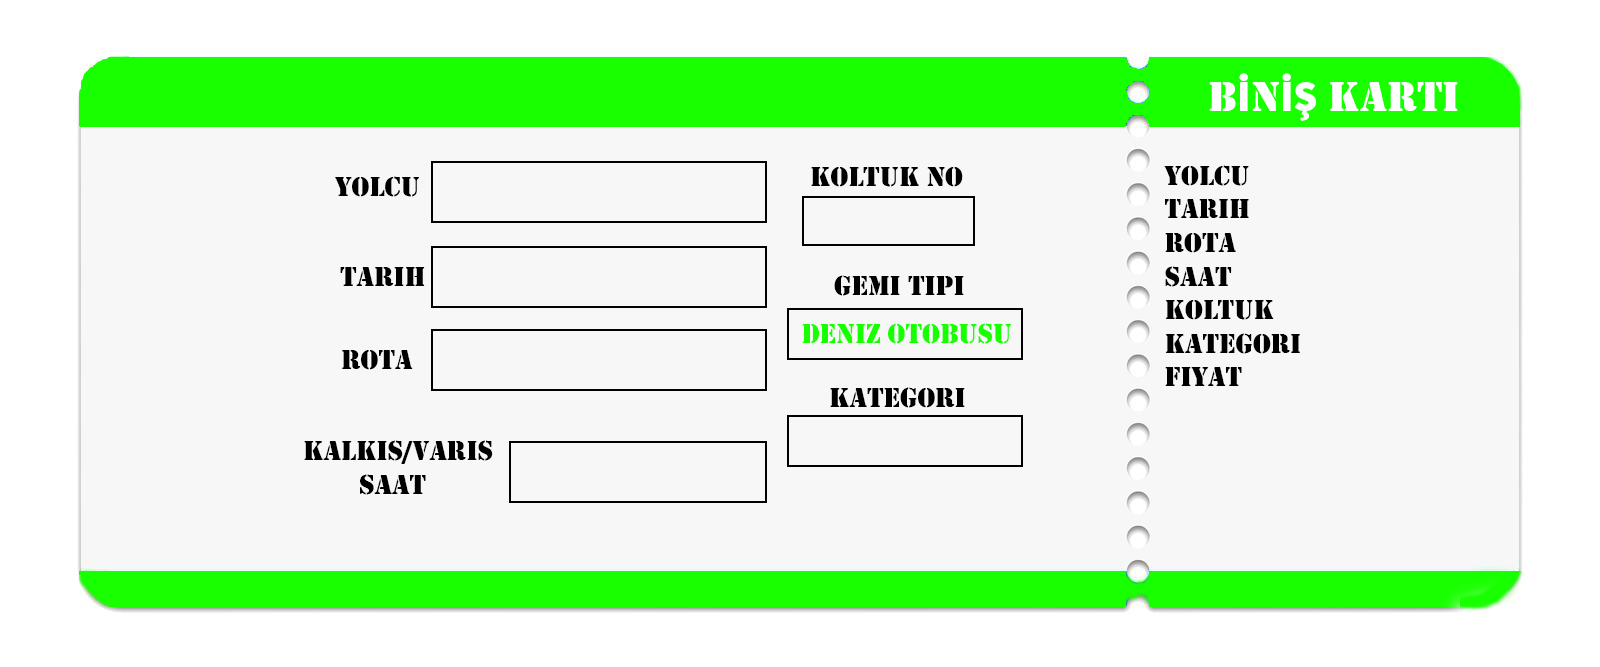 BİNİŞ KARTI
YOLCU
TARIH
ROTA
KALKIS/VARIS
SAAT
KOLTUK NO
GEMI TIPI
DENIZ OTOBUSU
KATEGORI
YOLCU
TARIH
ROTA
SAAT
KOLTUK
KATEGORI
FIYAT